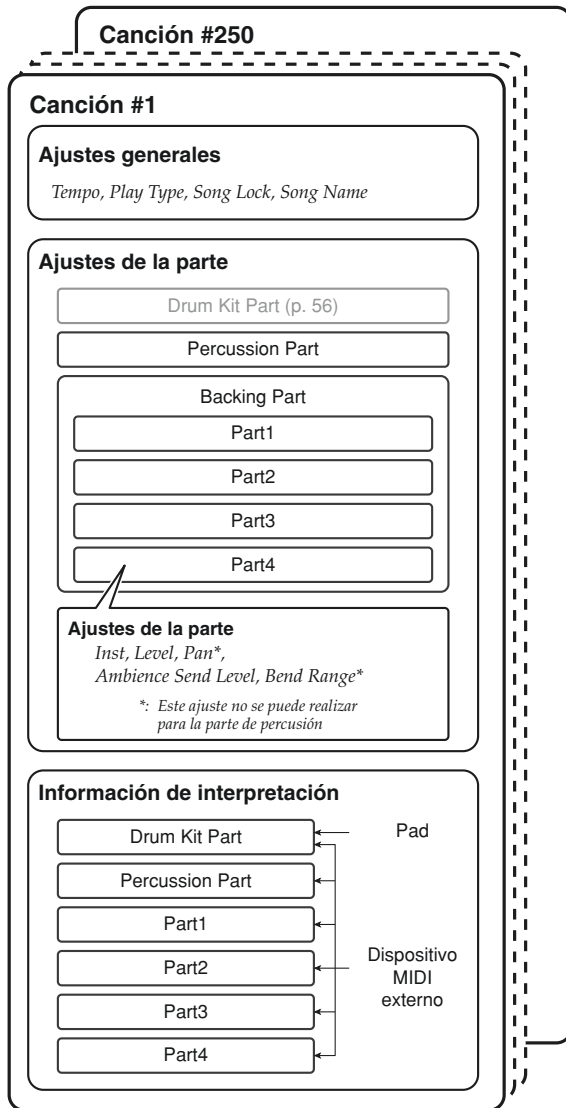 Canción #250
Canción #1
Ajustes generales
Tempo, Play Type, Song Lock, Song Name
Ajustes de la parte
Drum Kit Part (p. 56)
Percussion Part
Backing Part
Part1
Part2
Part3
Part4
Ajustes de la parte
Inst, Level, Pan*,
Ambience Send Level, Bend Range*
*: Este ajuste no se puede realizar
para la parte de percusión
Información de interpretación
Drum Kit Part
Pad
Percussion Part
Part1
Part2
Part3
Part4
Dispositivo
MIDI
externo